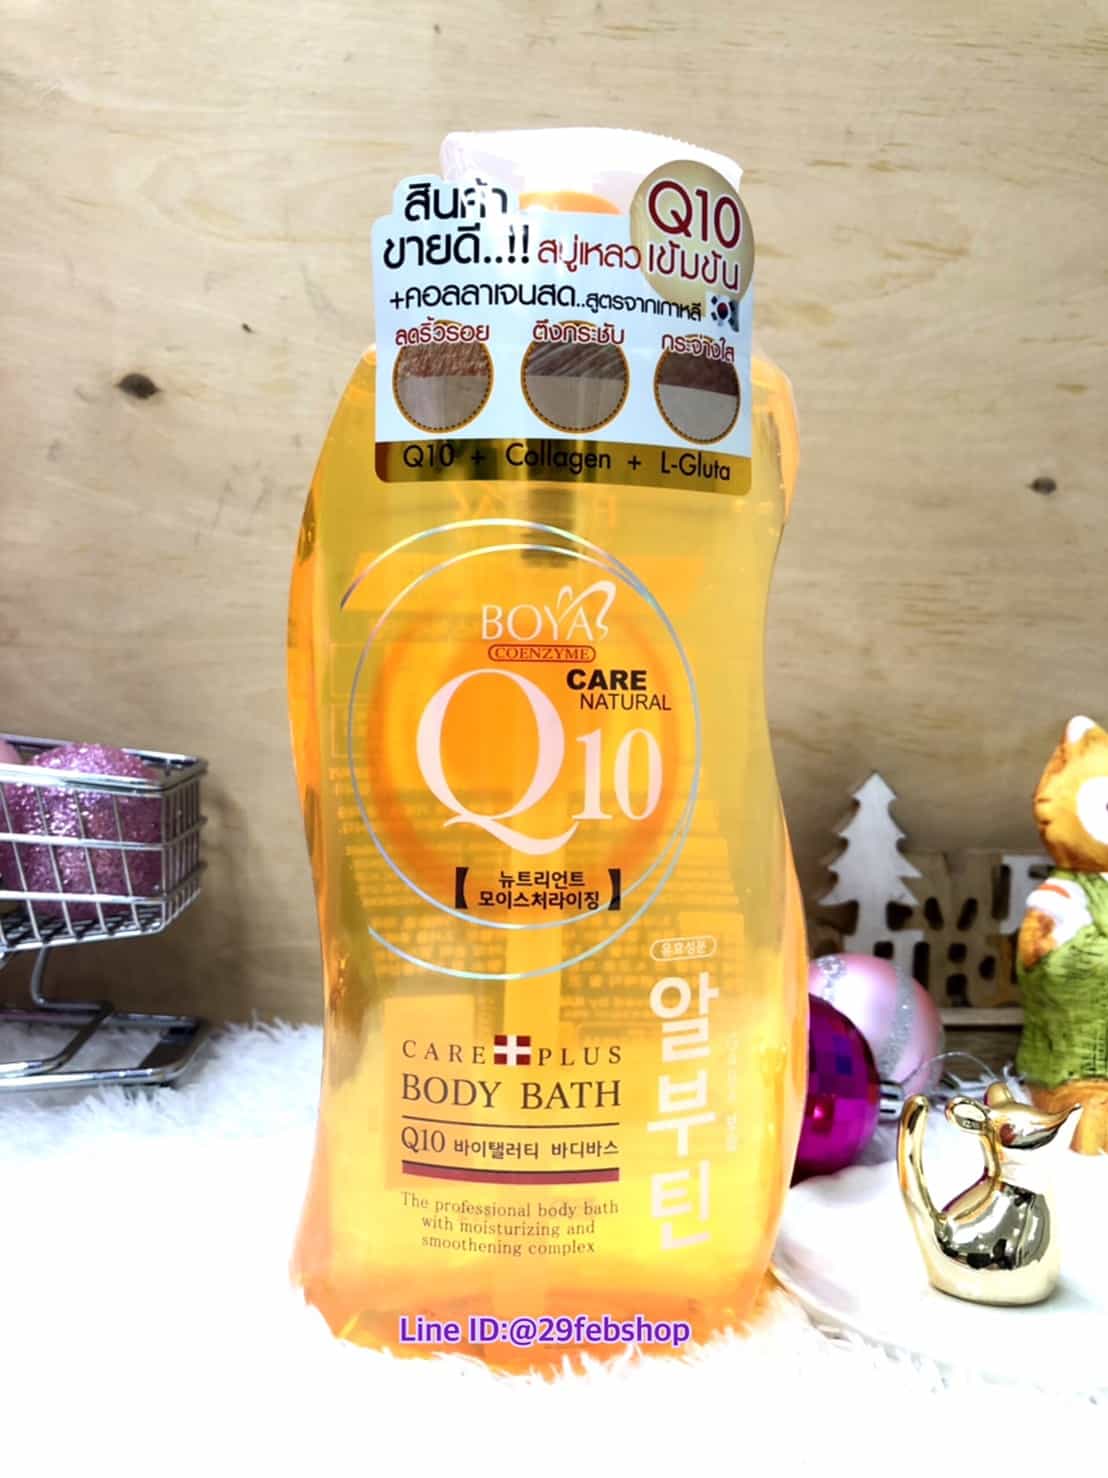 สินค้า
ขายดี..!! สบู่เหลว
Q10
เข้มข้น
+คอลลาเจนสด..สูตรจากเกาหลี
ลดริ้วรอย ตึงกระชับ กระจ่างใส
Q10 + Collagen + L-Gluta
BOYA
COENZYME
CARE
NATURAL
Q10
【뉴트리언트
모이스처라이징】
유효성분
알부틴
CARE PLUS
BODY BATH
Q10 바이탤러티 바디바스
The professional body bath
with moisturizing and
smoothening complex
Line ID:@29febshop